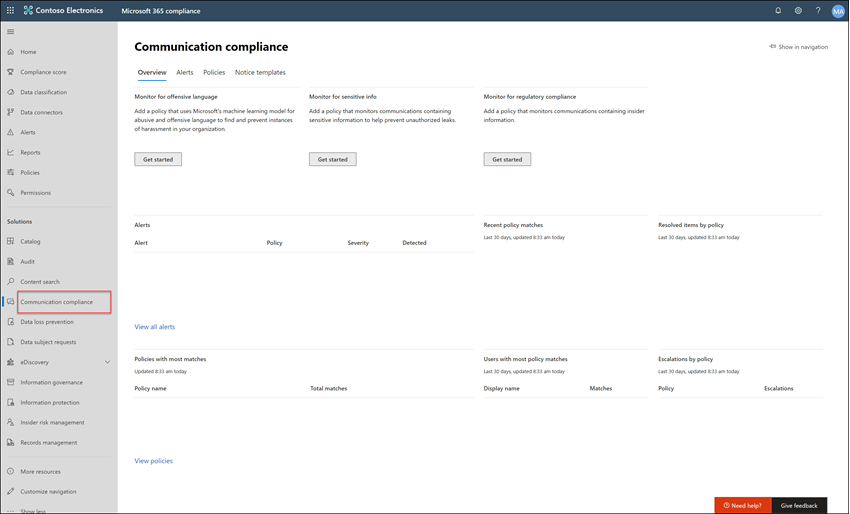 Contoso Electronics
Microsoft 365 compliance
?
MA
Home
Compliance score
Data classification
Data connectors
Alerts
Reports
Policies
Permissions
Solutions
Catalog
Audit
Content search
Communication compliance
Data loss prevention
Data subject requests
eDiscovery
Information governance
Information protection
Insider risk management
Records management
More resources
Customize navigation
Show less
Communication compliance
Show in navigation
Overview Alerts Policies Notice templates
Monitor for offensive language
Add a policy that uses Microsoft's machine learning model for
abusive and offensive language to find and prevent instances
of harassment in your organization.
Get started
Monitor for sensitive info
Add a policy that monitors communications containing
sensitive information to help prevent unauthorized leaks.
Get started
Monitor for regulatory compliance
Add a policy that monitors communications containing insider
information.
Get started
Alerts
Alert Policy Severity Detected
View all alerts
Recent policy matches
Last 30 days, updated 8:33 am today
Resolved items by policy
Last 30 days, updated 8:33 am today
Policies with most matches
Updated 8:33 am today
Policy name Total matches
View policies
Users with most policy matches
Last 30 days, updated 8:33 am today
Display name Matches
Escalations by policy
Last 30 days, updated 8:33 am today
Policy Escalations
Need help?
Give feedback